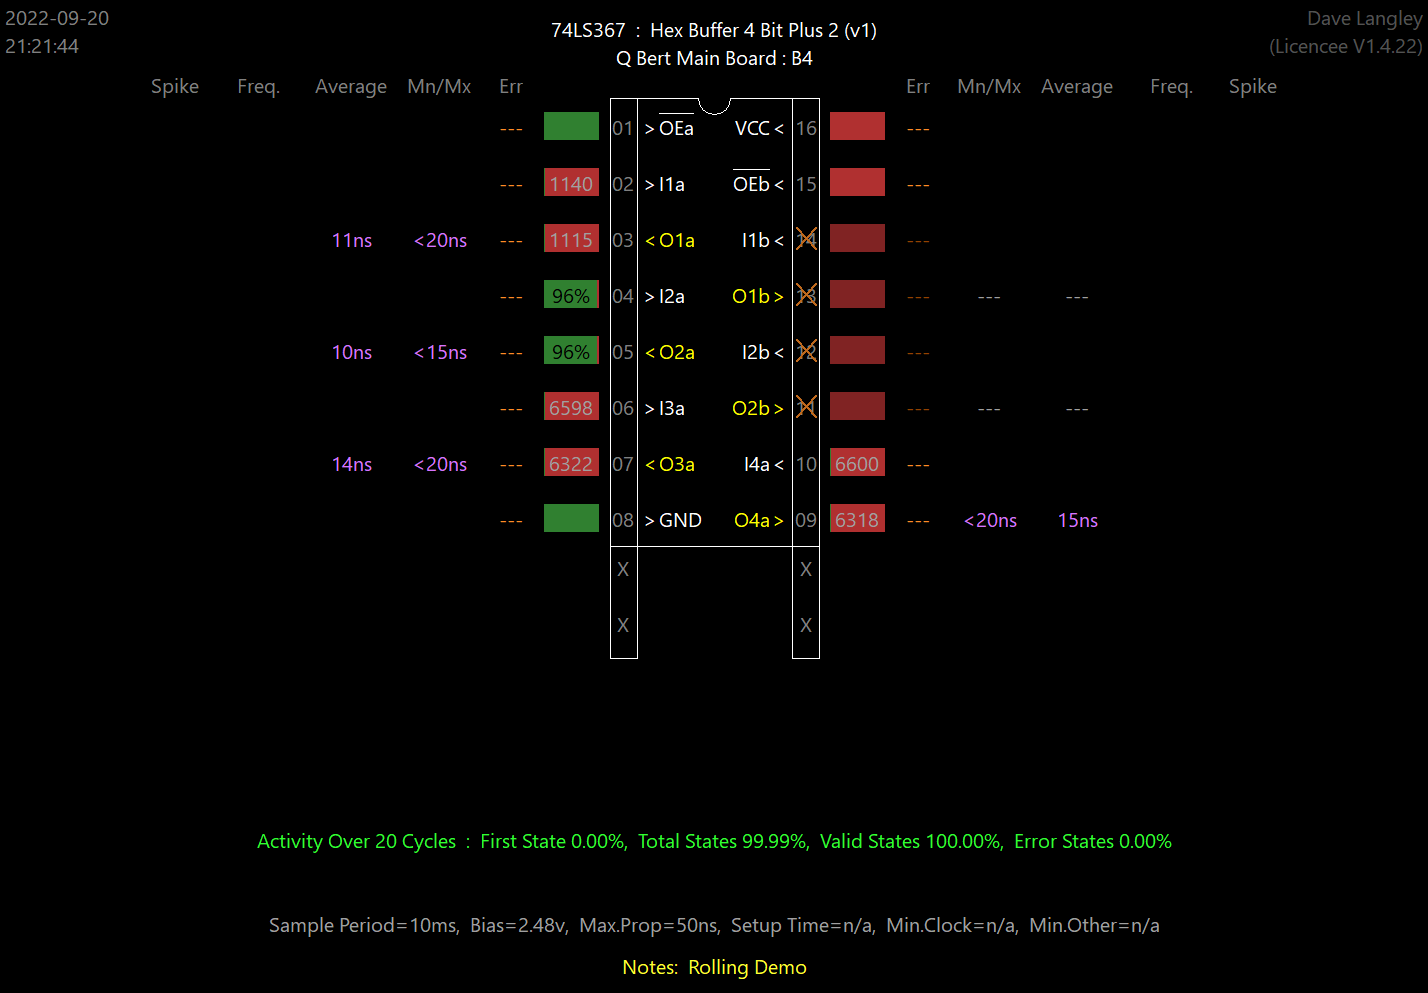 2022-09-20 74LS367 : Hex Buffer 4 Bit Plus 2 (v1) Dave Langley
21:21:44 Q Bert Main Board : B4 (Licencee V1.4.22)
Spike Freq. Average Mn/Mx Err Err Mn/Mx Average Freq. Spike
--- 01 > OEa VCC < 16 ---
--- 1140 02 > I1a OEb < 15 ---
11ns <20ns --- 1115 03 < O1a I1b < 14 ---
--- 96% 04 > I2a O1b > 13 --- --- ---
10ns <15ns --- 96% 05 < O2a I2b < 12 ---
--- 6598 06 > I3a O2b > 11 --- --- ---
14ns <20ns --- 6322 07 < O3a I4a < 10 6600 ---
--- 08 > GND O4a > 09 6318 --- <20ns 15ns
X X
X X
Activity Over 20 Cycles : First State 0.00%, Total States 99.99%, Valid States 100.00%, Error States 0.00%
Sample Period=10ms, Bias=2.48v, Max.Prop=50ns, Setup Time=n/a, Min.Clock=n/a, Min.Other=n/a
Notes: Rolling Demo